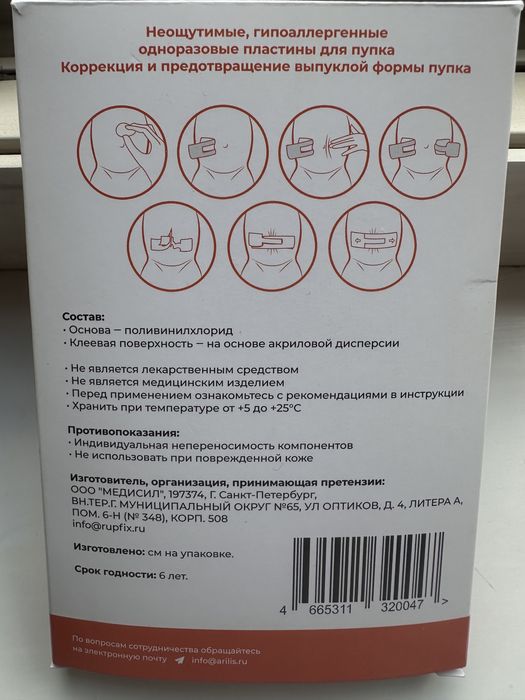 Неощутимые, гипоаллергенные
одноразовые пластины для пупка
Коррекция и предотвращение выпуклой формы пупка
Состав:
• Основа – поливинилхлорид
• Клеевая поверхность – на основе акриловой дисперсии
• Не является лекарственным средством
• Не является медицинским изделием
• Перед применением ознакомьтесь с рекомендациями в инструкции
• Хранить при температуре от +5 до +25°С
Противопоказания:
• Индивидуальная непереносимость компонентов
• Не использовать при поврежденной коже
Изготовитель, организация, принимающая претензии:
ООО "МЕДИСИЛ", 197374, Г. Санкт-Петербург,
ВН.ТЕР.Г. МУНИЦИПАЛЬНЫЙ ОКРУГ №65, УЛ ОПТИКОВ, Д. 4, ЛИТЕРА А,
ПОМ. 6-Н (№ 348), КОРП. 508
info@rupfix.ru
Изготовлено: см на упаковке.
Срок годности: 6 лет.
4 665311 320047 >
По вопросам сотрудничества обращайтесь
на электронную почту info@arilis.ru